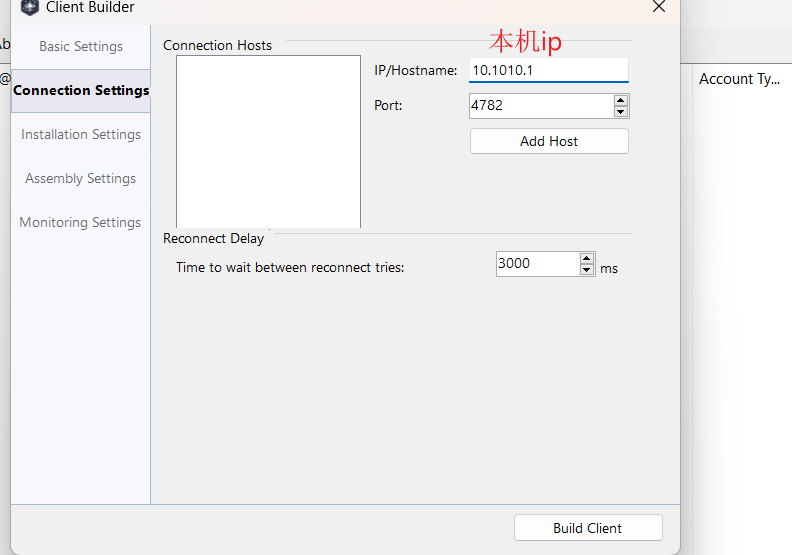 Client Builder
Ab
Basic Settings
Connection Settings
Installation Settings
Assembly Settings
Monitoring Settings
Connection Hosts
本机ip
IP/Hostname:
10.1010.1
Port:
4782
Add Host
Reconnect Delay
Time to wait between reconnect tries:
3000
ms
Build Client
@
Account Ty...